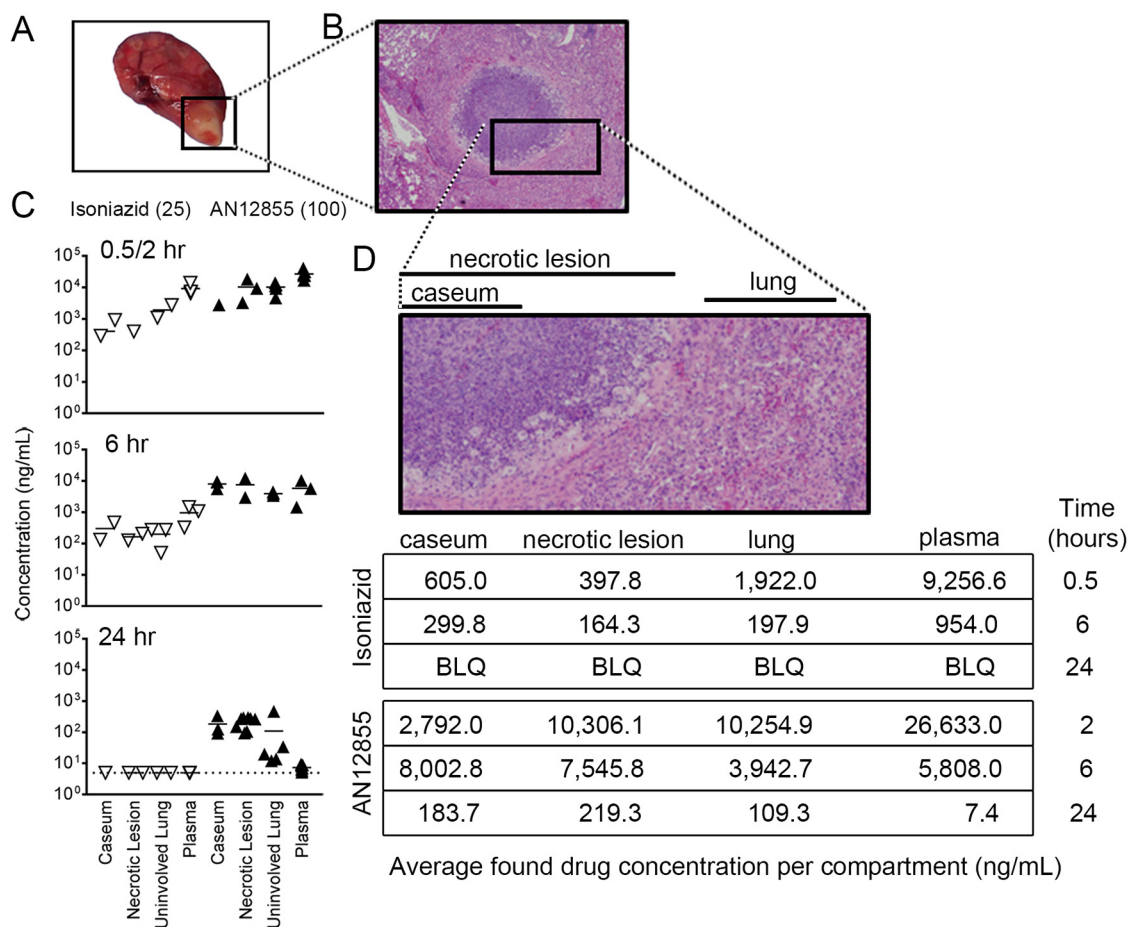 A
B
C
Isoniazid (25) AN12855 (100)
Concentration (ng/mL)
0.5/2 hr
10⁵
10⁴
10³
10²
10¹
10⁰
6 hr
10⁵
10⁴
10³
10²
10¹
10⁰
24 hr
10⁵
10⁴
10³
10²
10¹
10⁰
Caseum
Necrotic Lesion
Uninvolved Lung
Plasma
Caseum
Necrotic Lesion
Uninvolved Lung
Plasma
D
necrotic lesion
caseum
lung
caseum necrotic lesion lung plasma Time
(hours)
Isoniazid
605.0 397.8 1,922.0 9,256.6 0.5
299.8 164.3 197.9 954.0 6
BLQ BLQ BLQ BLQ 24
AN12855
2,792.0 10,306.1 10,254.9 26,633.0 2
8,002.8 7,545.8 3,942.7 5,808.0 6
183.7 219.3 109.3 7.4 24
Average found drug concentration per compartment (ng/mL)